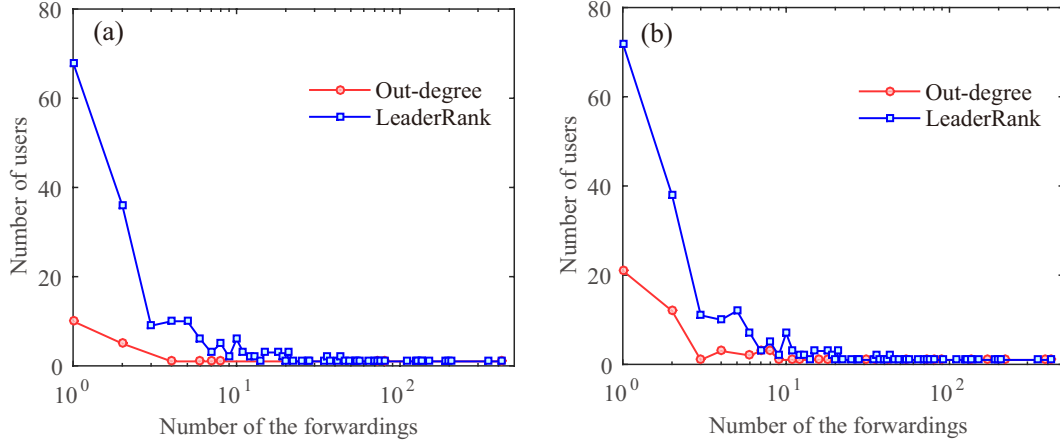 (a)
80
60
40
20
0
Number of users
Out-degree
LeaderRank
10^0
10^1
10^2
Number of the forwardings
(b)
80
60
40
20
0
Number of users
Out-degree
LeaderRank
10^0
10^1
10^2
Number of the forwardings